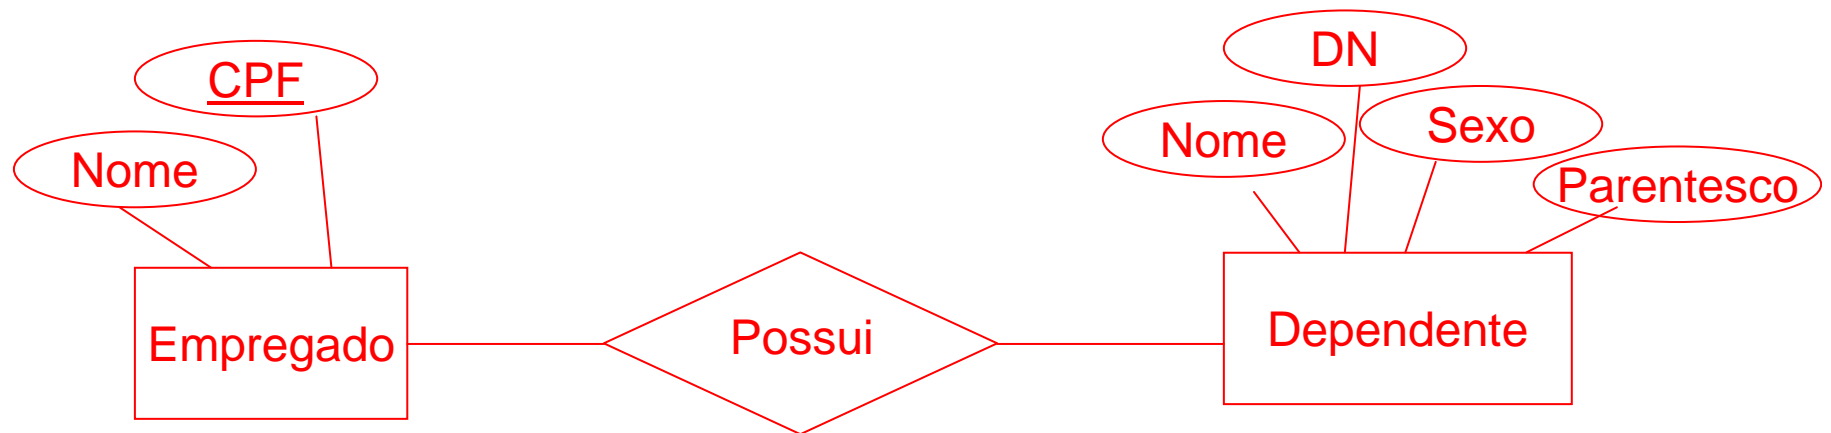 CPF
Nome
Empregado
Possui
DN
Nome
Sexo
Parentesco
Dependente